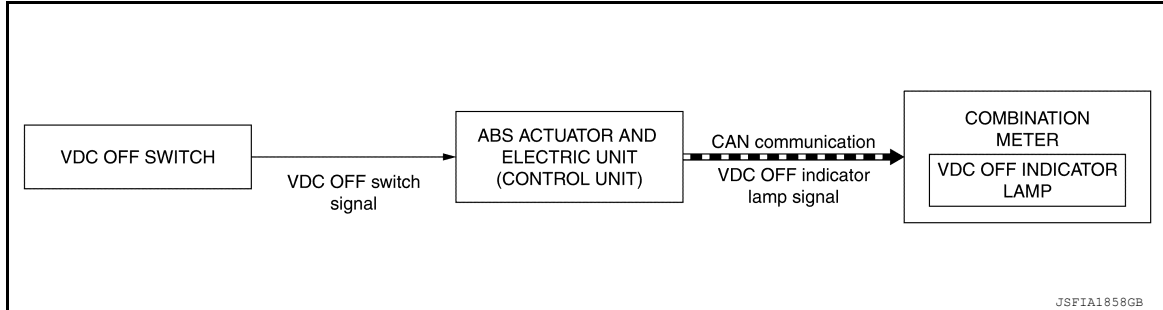 VDC OFF SWITCH
VDC OFF switch
signal
ABS ACTUATOR AND
ELECTRIC UNIT
(CONTROL UNIT)
CAN communication
VDC OFF indicator
lamp signal
COMBINATION
METER
VDC OFF INDICATOR
LAMP
JSFIA1858GB